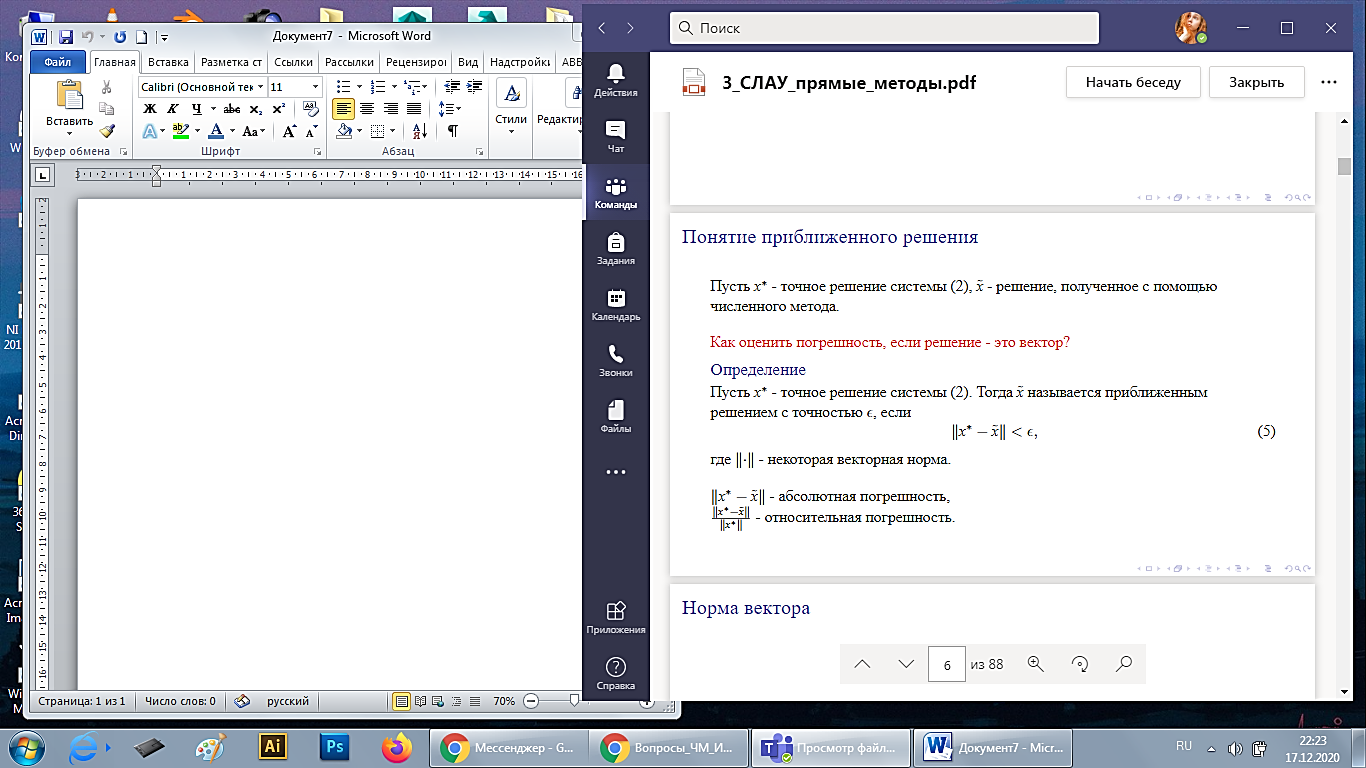 Документ7 - Microsoft Word
Файл
Главная
Вставка
Разметка ст
Ссылки
Рассылки
Рецензиро
Вид
Надстройки
Calibri (Основной тек
11
Вставить
Ж К Ч abc x₂ x²
Aa
Стили
Буфер обмена
Шрифт
Абзац
Страница: 1 из 1
Число слов: 0
русский
70%
Поиск
Действия
Чат
Команды
Задания
Календарь
Звонки
Файлы
Приложения
Справка
3_СЛАУ_прямые_методы.pdf
Начать беседу
Закрыть
Понятие приближенного решения
Пусть x* - точное решение системы (2), x̃ - решение, полученное с помощью
численного метода.
Как оценить погрешность, если решение - это вектор?
Определение
Пусть x* - точное решение системы (2). Тогда x̃ называется приближенным
решением с точностью ϵ, если
‖x* − x̃‖ < ϵ, (5)
где ‖·‖ - некоторая векторная норма.
‖x* − x̃‖ - абсолютная погрешность,
‖x*−x̃‖/‖x*‖ - относительная погрешность.
Норма вектора
6 из 88
Мессенджер - G...
Вопросы_ЧМ_И...
Просмотр файл...
Документ7 - Micr...
RU
22:23
17.12.2020